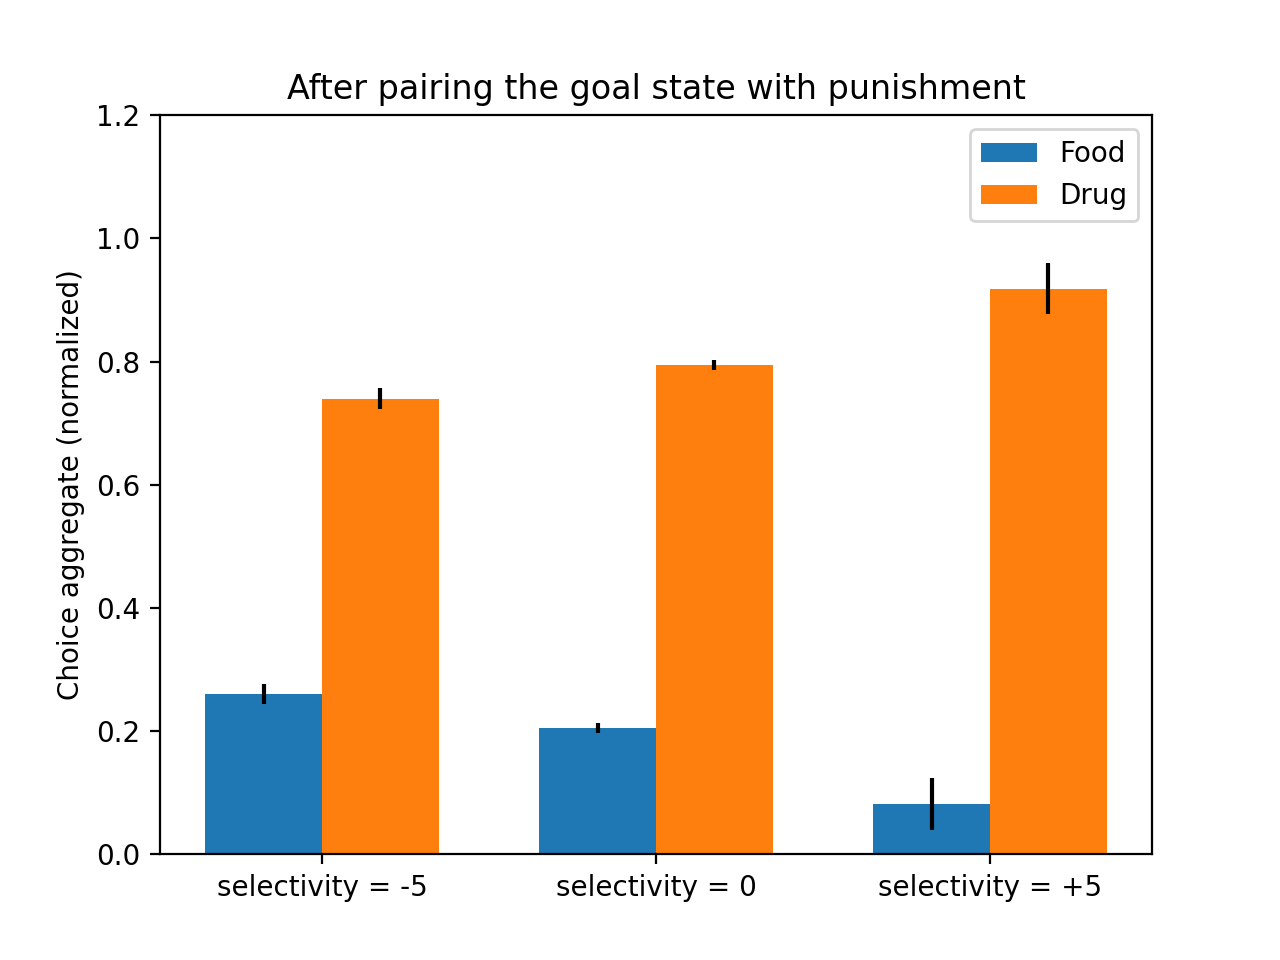 After pairing the goal state with punishment
1.2
1.0
0.8
0.6
0.4
0.2
0.0
Choice aggregate (normalized)
Food
Drug
selectivity = -5
selectivity = 0
selectivity = +5